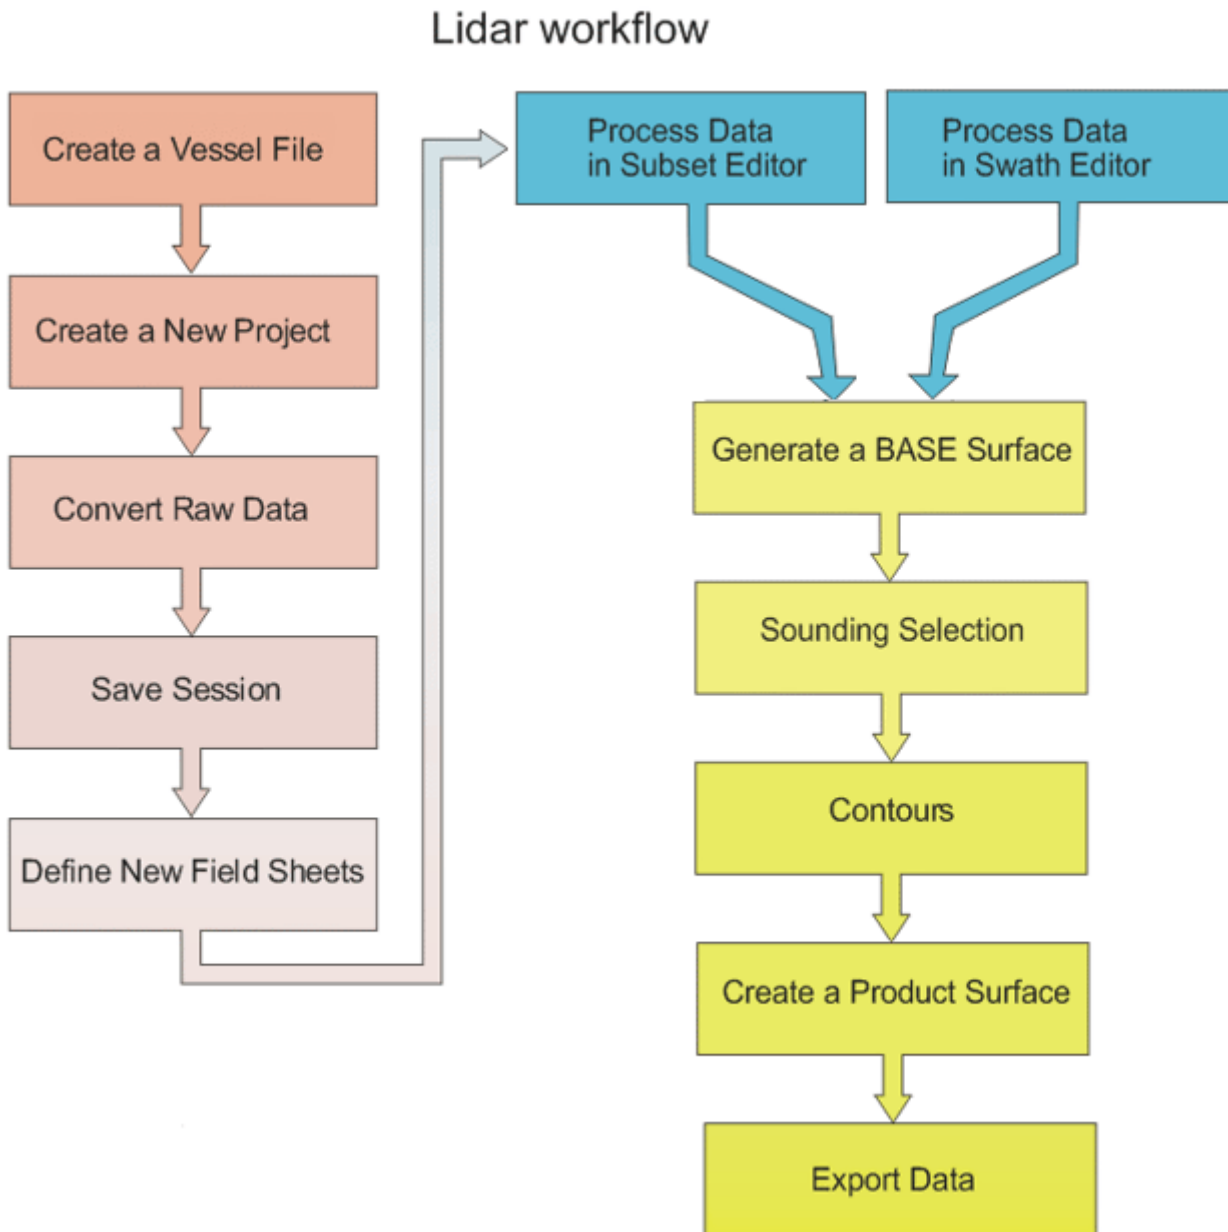 Lidar workflow
Create a Vessel File
Create a New Project
Convert Raw Data
Save Session
Define New Field Sheets
Process Data
in Subset Editor
Process Data
in Swath Editor
Generate a BASE Surface
Sounding Selection
Contours
Create a Product Surface
Export Data